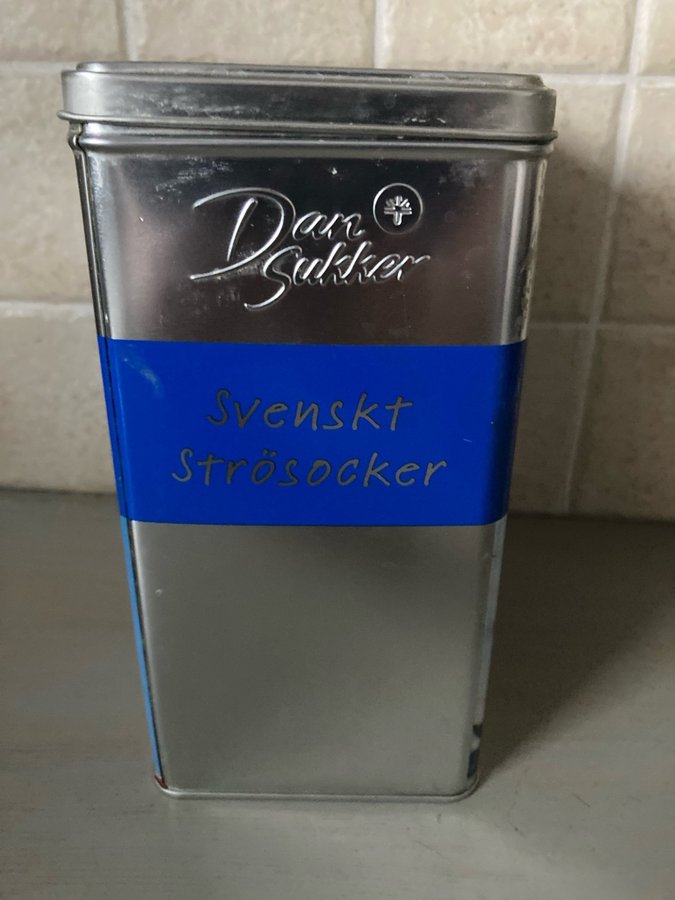 Dan
Sukker
Svenskt
Strösocker